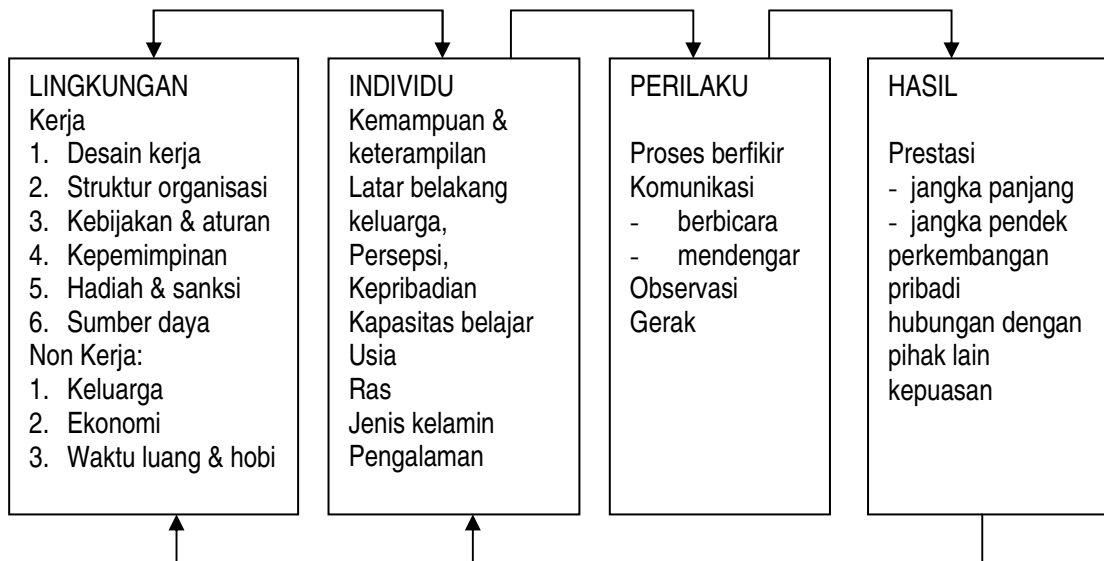 LINGKUNGAN
Kerja
1. Desain kerja
2. Struktur organisasi
3. Kebijakan & aturan
4. Kepemimpinan
5. Hadiah & sanksi
6. Sumber daya
Non Kerja:
1. Keluarga
2. Ekonomi
3. Waktu luang & hobi
INDIVIDU
Kemampuan &
keterampilan
Latar belakang
keluarga,
Persepsi,
Kepribadian
Kapasitas belajar
Usia
Ras
Jenis kelamin
Pengalaman
PERILAKU
Proses berfikir
Komunikasi
- berbicara
- mendengar
Observasi
Gerak
HASIL
Prestasi
- jangka panjang
- jangka pendek
perkembangan
pribadi
hubungan dengan
pihak lain
kepuasan